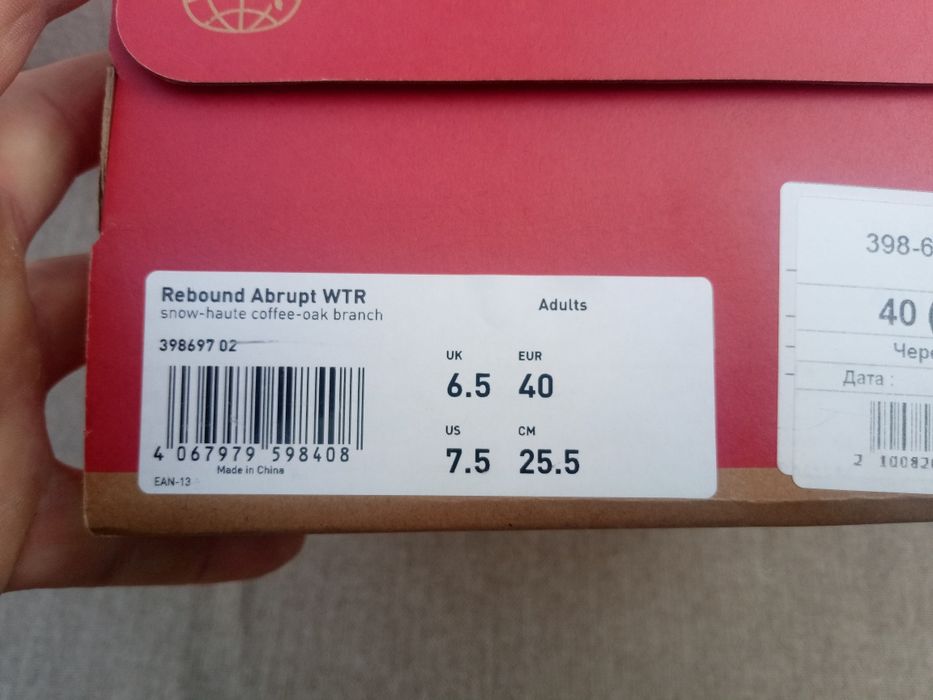 Rebound Abrupt WTR
snow-haute coffee-oak branch
Adults
398697 02
UK EUR
6.5 40
US CM
7.5 25.5
4 067979 598408
Made in China
EAN-13
398-6
40 (
Чере
Дата :
2 10082